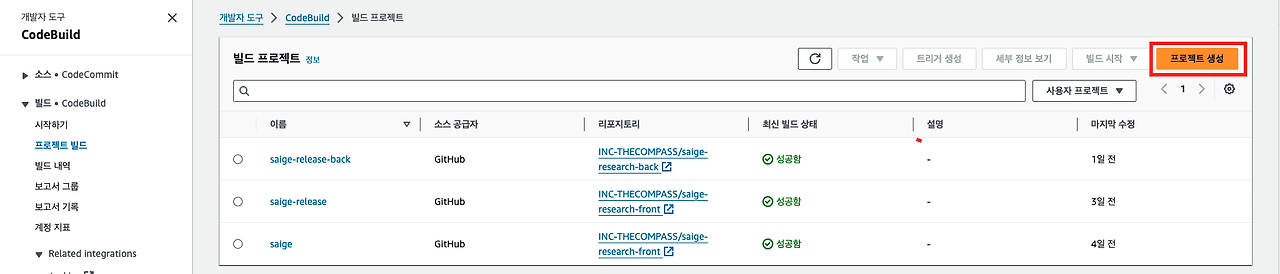 개발자 도구
CodeBuild
소스 • CodeCommit
빌드 • CodeBuild
시작하기
프로젝트 빌드
빌드 내역
보고서 그룹
보고서 기록
계정 지표
Related integrations
개발자 도구 > CodeBuild > 빌드 프로젝트
빌드 프로젝트 정보
작업 트리거 생성 세부 정보 보기 빌드 시작 프로젝트 생성
사용자 프로젝트 1
이름 소스 공급자 리포지토리 최신 빌드 상태 설명 마지막 수정
saige-release-back GitHub INC-THECOMPASS/saige-
research-back 성공함 - 1일 전
saige-release GitHub INC-THECOMPASS/saige-
research-front 성공함 - 3일 전
saige GitHub INC-THECOMPASS/saige-
research-front 성공함 - 4일 전